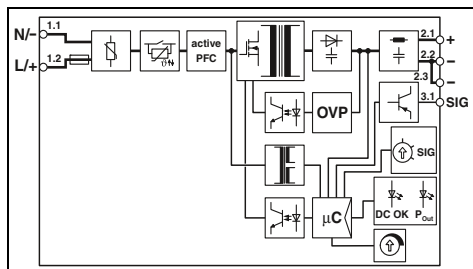 N/-
1.1
L/+
1.2
active
PFC
2.1
+
2.2
–
2.3
–
3.1
SIG
OVP
SIG
µC
DC OK
POut